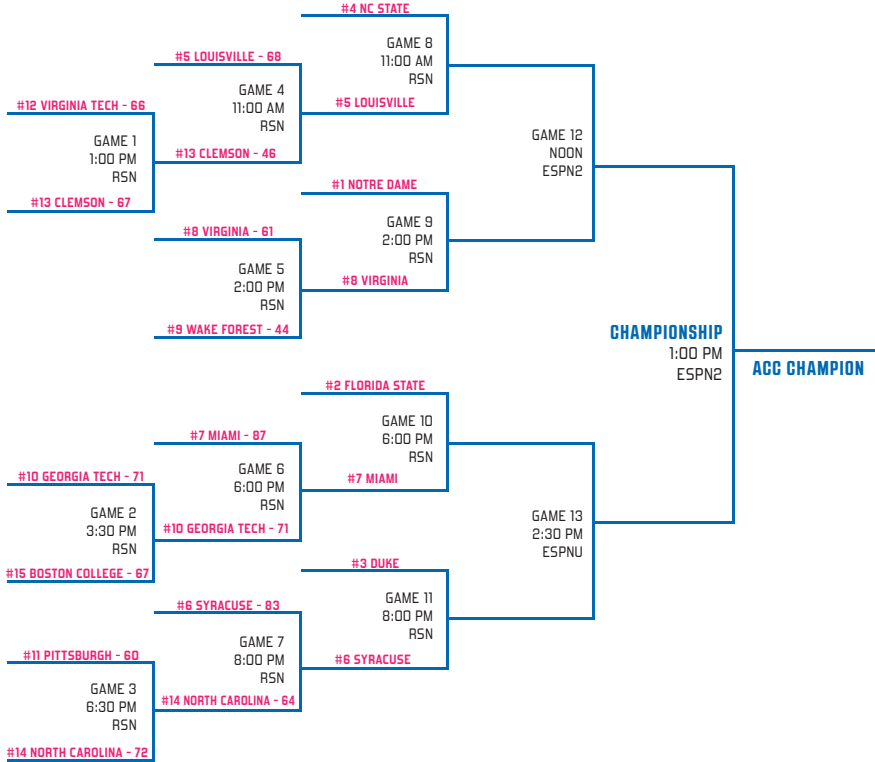 #4 NC STATE
GAME 8
11:00 AM
RSN
#5 LOUISVILLE - 68
GAME 4
11:00 AM
RSN
#5 LOUISVILLE
#12 VIRGINIA TECH - 66
GAME 1
1:00 PM
RSN
#13 CLEMSON - 46
#13 CLEMSON - 67
GAME 12
NOON
ESPN2
#1 NOTRE DAME
GAME 9
2:00 PM
RSN
#8 VIRGINIA - 61
GAME 5
2:00 PM
RSN
#8 VIRGINIA
#9 WAKE FOREST - 44
CHAMPIONSHIP
1:00 PM
ESPN2
ACC CHAMPION
#2 FLORIDA STATE
GAME 10
6:00 PM
RSN
#7 MIAMI - 87
GAME 6
6:00 PM
RSN
#7 MIAMI
#10 GEORGIA TECH - 71
GAME 2
3:30 PM
RSN
#10 GEORGIA TECH - 71
#15 BOSTON COLLEGE - 67
GAME 13
2:30 PM
ESPNU
#3 DUKE
GAME 11
8:00 PM
RSN
#6 SYRACUSE - 83
GAME 7
8:00 PM
RSN
#6 SYRACUSE
#11 PITTSBURGH - 60
GAME 3
6:30 PM
RSN
#14 NORTH CAROLINA - 64
#14 NORTH CAROLINA - 72